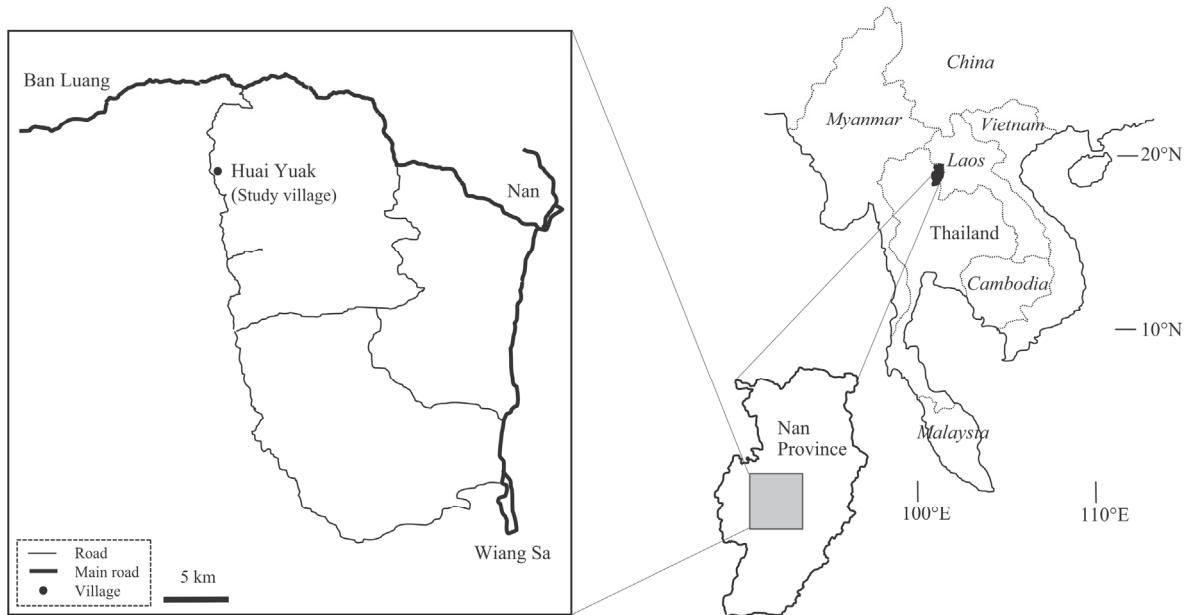 Ban Luang
Huai Yuak
(Study village)
Nan
Wiang Sa
Road
Main road
Village
5 km
China
Myanmar
Vietnam
Laos
Thailand
Cambodia
Malaysia
20°N
10°N
100°E
110°E
Nan
Province